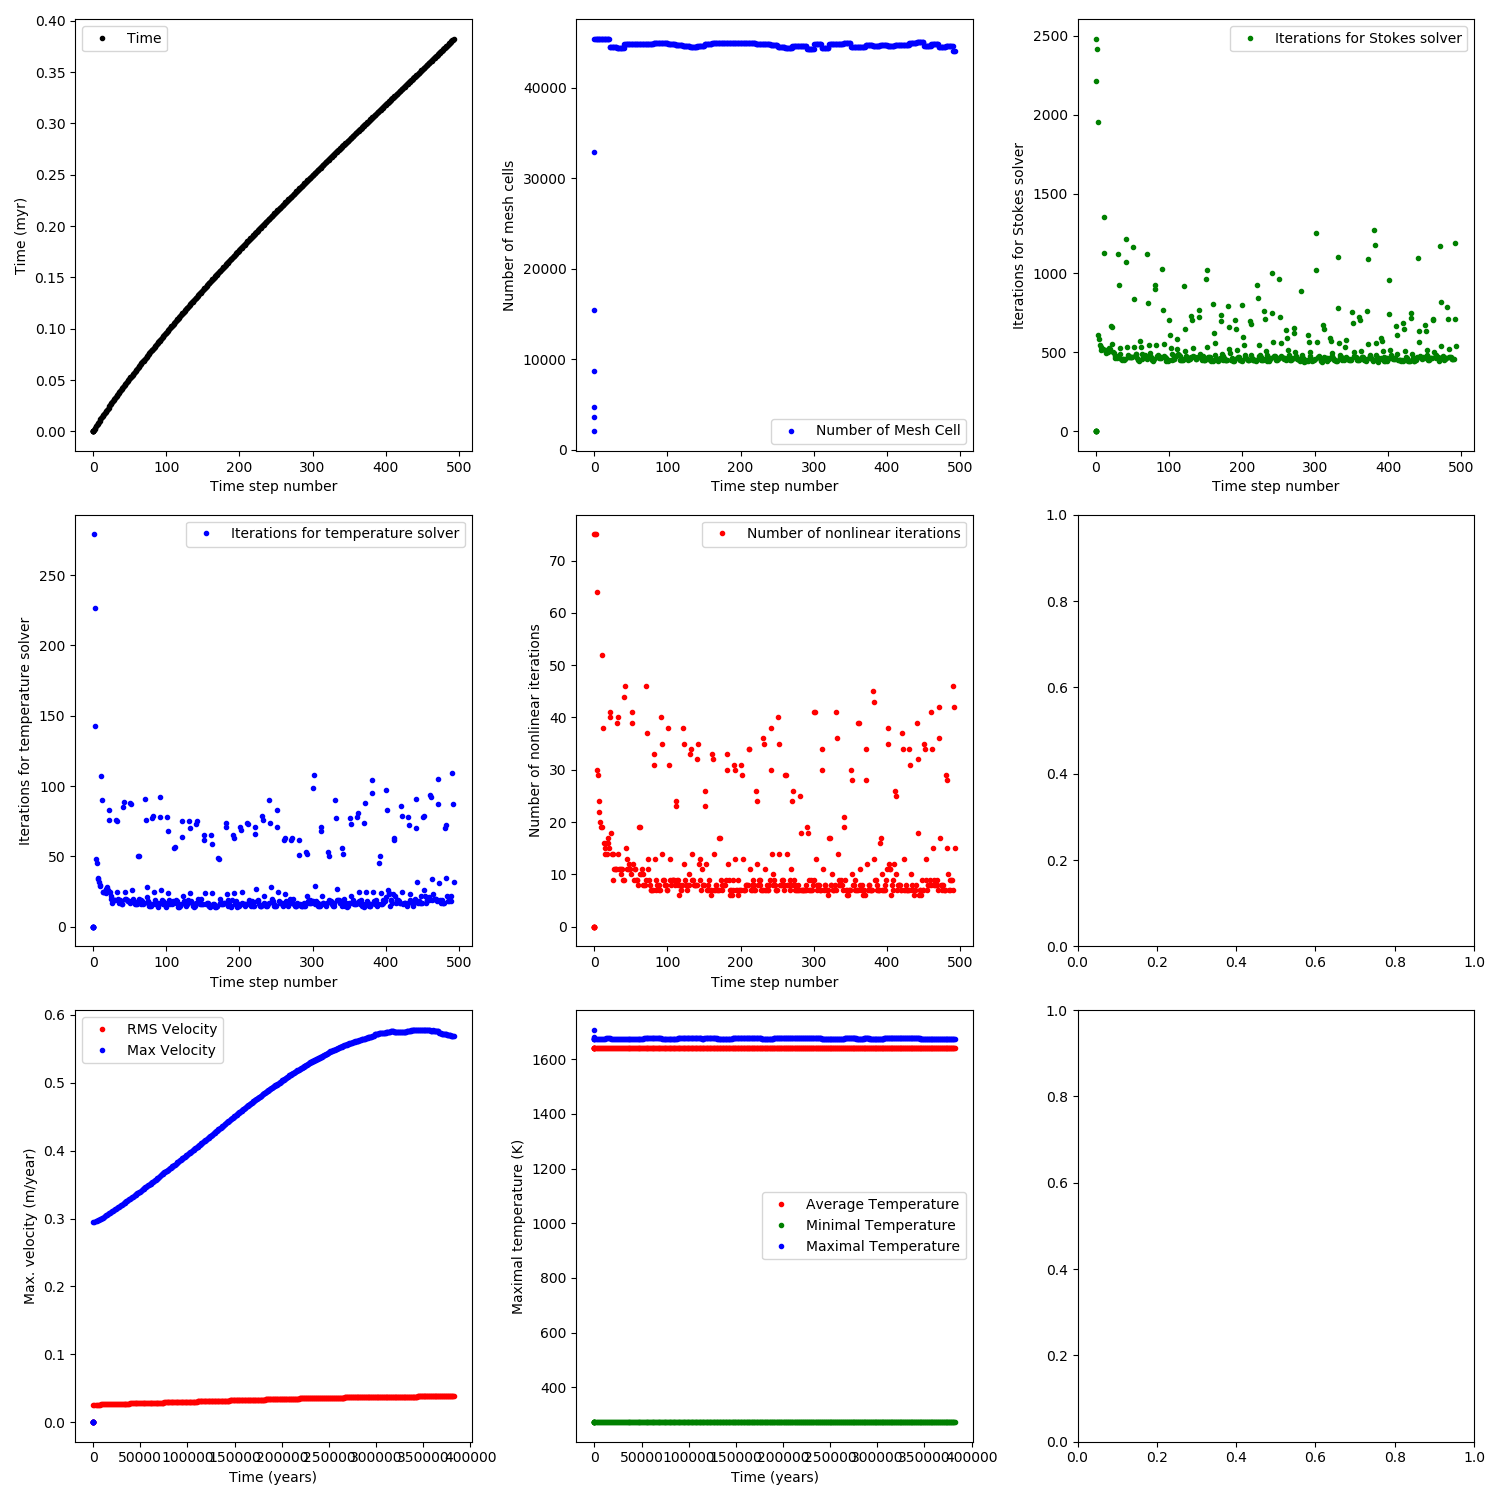 0.40
0.35
0.30
0.25
0.20
0.15
0.10
0.05
0.00
Time (myr)
Time
0 100 200 300 400 500
Time step number
40000
30000
20000
10000
0
Number of mesh cells
Number of Mesh Cell
0 100 200 300 400 500
Time step number
2500
2000
1500
1000
500
0
Iterations for Stokes solver
Iterations for Stokes solver
0 100 200 300 400 500
Time step number
250
200
150
100
50
0
Iterations for temperature solver
Iterations for temperature solver
0 100 200 300 400 500
Time step number
70
60
50
40
30
20
10
0
Number of nonlinear iterations
Number of nonlinear iterations
0 100 200 300 400 500
Time step number
1.0
0.8
0.6
0.4
0.2
0.0
0.0 0.2 0.4 0.6 0.8 1.0
0.6
0.5
0.4
0.3
0.2
0.1
0.0
Max. velocity (m/year)
RMS Velocity
Max Velocity
0 50000 100000 150000 200000 250000 300000 350000 400000
Time (years)
1600
1400
1200
1000
800
600
400
Maximal temperature (K)
Average Temperature
Minimal Temperature
Maximal Temperature
0 50000 100000 150000 200000 250000 300000 350000 400000
Time (years)
1.0
0.8
0.6
0.4
0.2
0.0
0.0 0.2 0.4 0.6 0.8 1.0